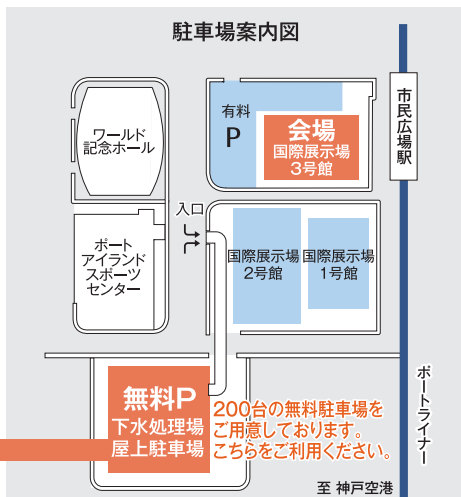 駐車場案内図
ワールド
記念ホール
有料
P
会場
国際展示場
3号館
市民広場駅
入口
ポート
アイランド
スポーツ
センター
国際展示場
2号館
国際展示場
1号館
無料P
下水処理場
屋上駐車場
200台の無料駐車場を
ご用意しております。
こちらをご利用ください。
ポートライナー
至 神戸空港